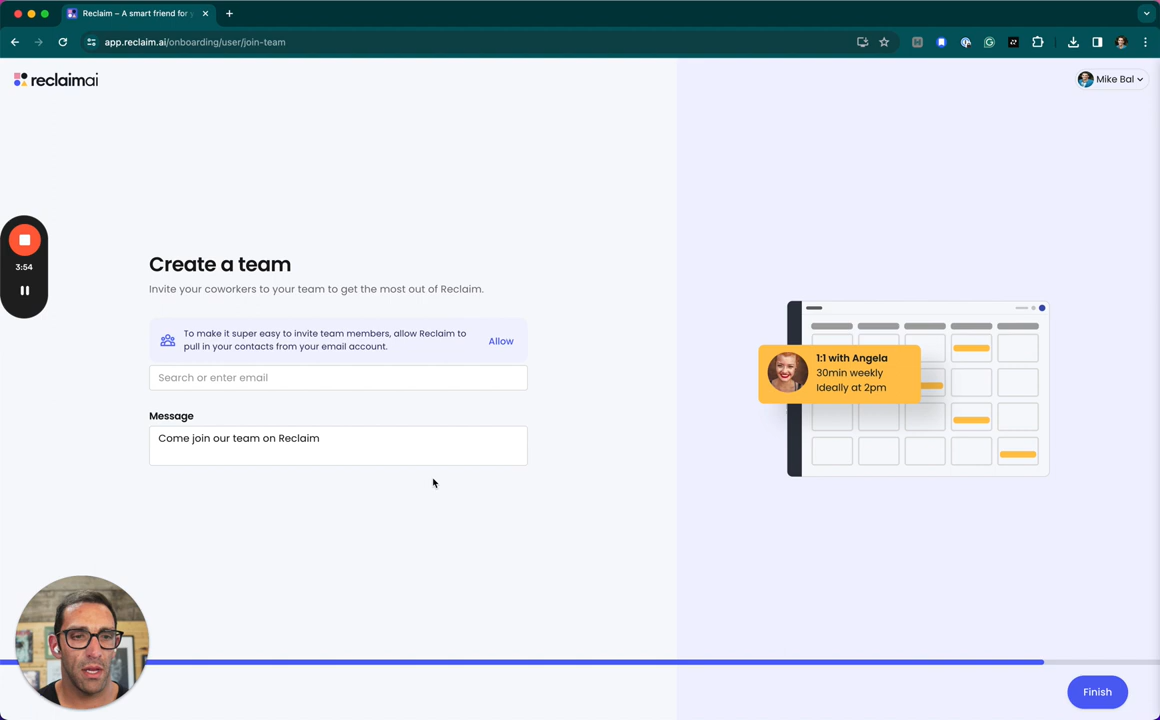 Reclaim – A smart friend for y
app.reclaim.ai/onboarding/user/join-team
reclaimai
Mike Bal
3:54
Create a team
Invite your coworkers to your team to get the most out of Reclaim.
To make it super easy to invite team members, allow Reclaim to
pull in your contacts from your email account.
Allow
Search or enter email
Message
Come join our team on Reclaim
1:1 with Angela
30min weekly
Ideally at 2pm
Finish